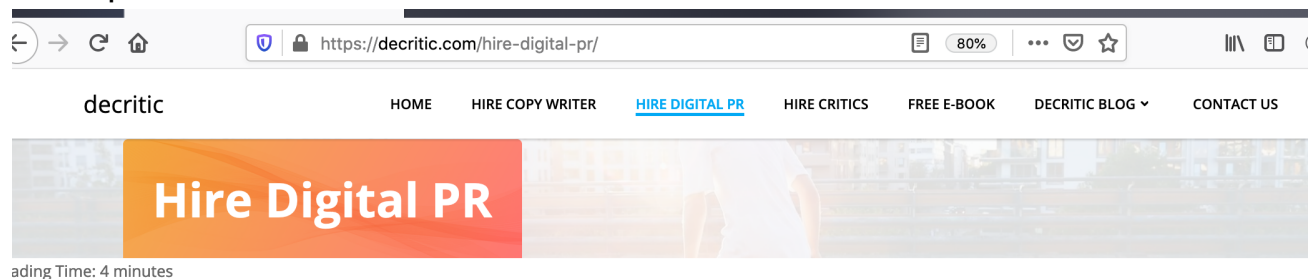 https://decritic.com/hire-digital-pr/ 80%
decritic HOME HIRE COPY WRITER HIRE DIGITAL PR HIRE CRITICS FREE E-BOOK DECRITIC BLOG CONTACT US
Hire Digital PR
ading Time: 4 minutes